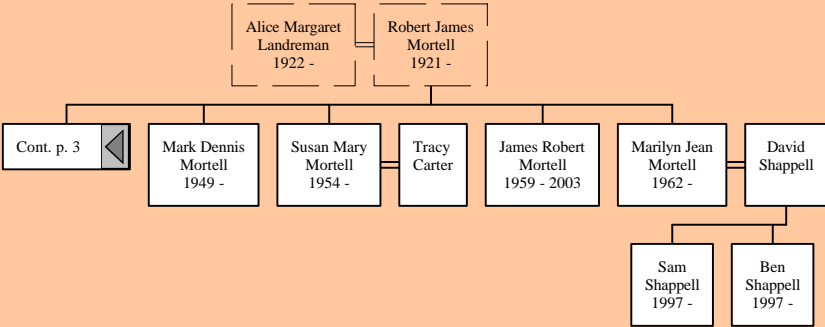 Alice Margaret
Landreman
1922 -
Robert James
Mortell
1921 -
Cont. p. 3
Mark Dennis
Mortell
1949 -
Susan Mary
Mortell
1954 -
Tracy
Carter
James Robert
Mortell
1959 - 2003
Marilyn Jean
Mortell
1962 -
David
Shappell
Sam
Shappell
1997 -
Ben
Shappell
1997 -